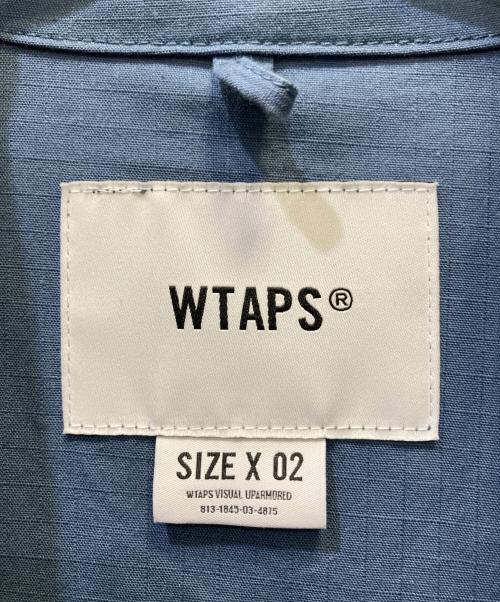 WTAPS®
SIZE X 02
WTAPS VISUAL UPARMORED
813-1845-03-4875